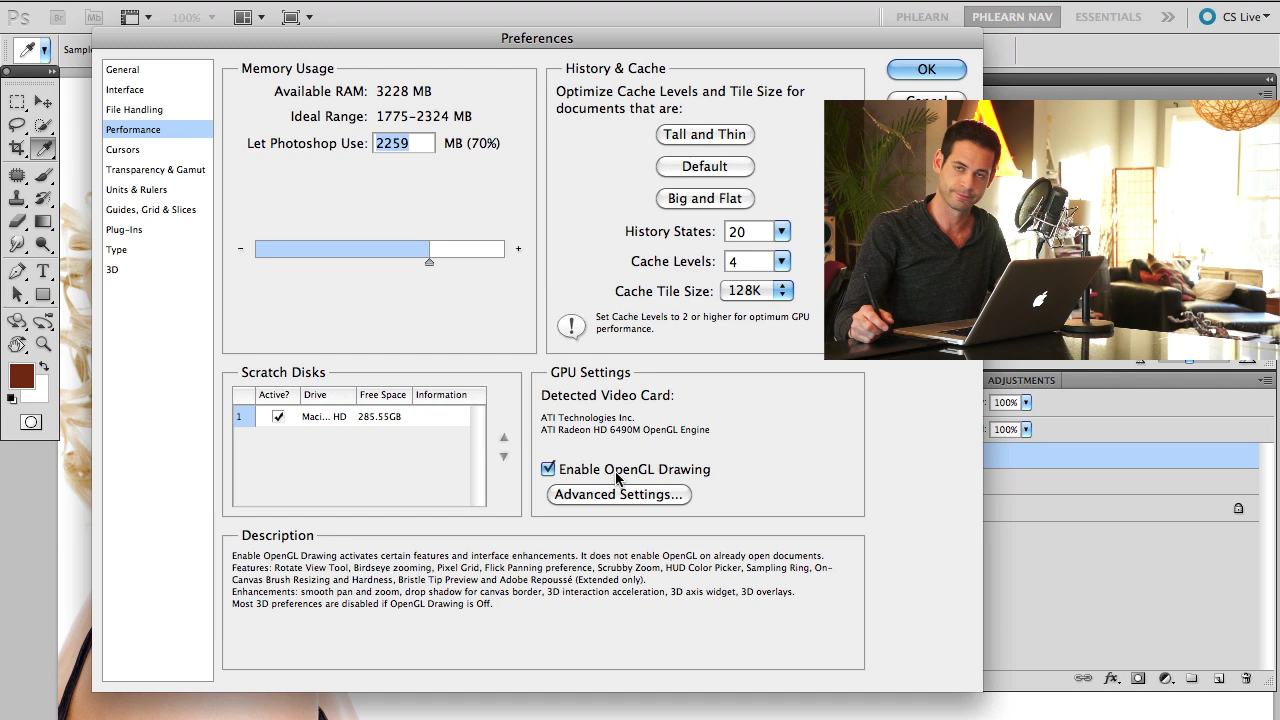 Ps
Br
Mb
100%
PHLEARN
PHLEARN NAV
ESSENTIALS
CS Live
Preferences
Sampl
General
Interface
File Handling
Performance
Cursors
Transparency & Gamut
Units & Rulers
Guides, Grid & Slices
Plug-Ins
Type
3D
Memory Usage
Available RAM: 3228 MB
Ideal Range: 1775-2324 MB
Let Photoshop Use: 2259 MB (70%)
- +
History & Cache
Optimize Cache Levels and Tile Size for
documents that are:
Tall and Thin
Default
Big and Flat
History States: 20
Cache Levels: 4
Cache Tile Size: 128K
Set Cache Levels to 2 or higher for optimum GPU
performance.
OK
Scratch Disks
Active? Drive Free Space Information
1 Maci... HD 285.55GB
GPU Settings
Detected Video Card:
ATI Technologies Inc.
ATI Radeon HD 6490M OpenGL Engine
Enable OpenGL Drawing
Advanced Settings...
Description
Enable OpenGL Drawing activates certain features and interface enhancements. It does not enable OpenGL on already open documents.
Features: Rotate View Tool, Birdseye zooming, Pixel Grid, Flick Panning preference, Scrubby Zoom, HUD Color Picker, Sampling Ring, On-
Canvas Brush Resizing and Hardness, Bristle Tip Preview and Adobe Repoussé (Extended only).
Enhancements: smooth pan and zoom, drop shadow for canvas border, 3D interaction acceleration, 3D axis widget, 3D overlays.
Most 3D preferences are disabled if OpenGL Drawing is Off.
ADJUSTMENTS
100%
100%
fx